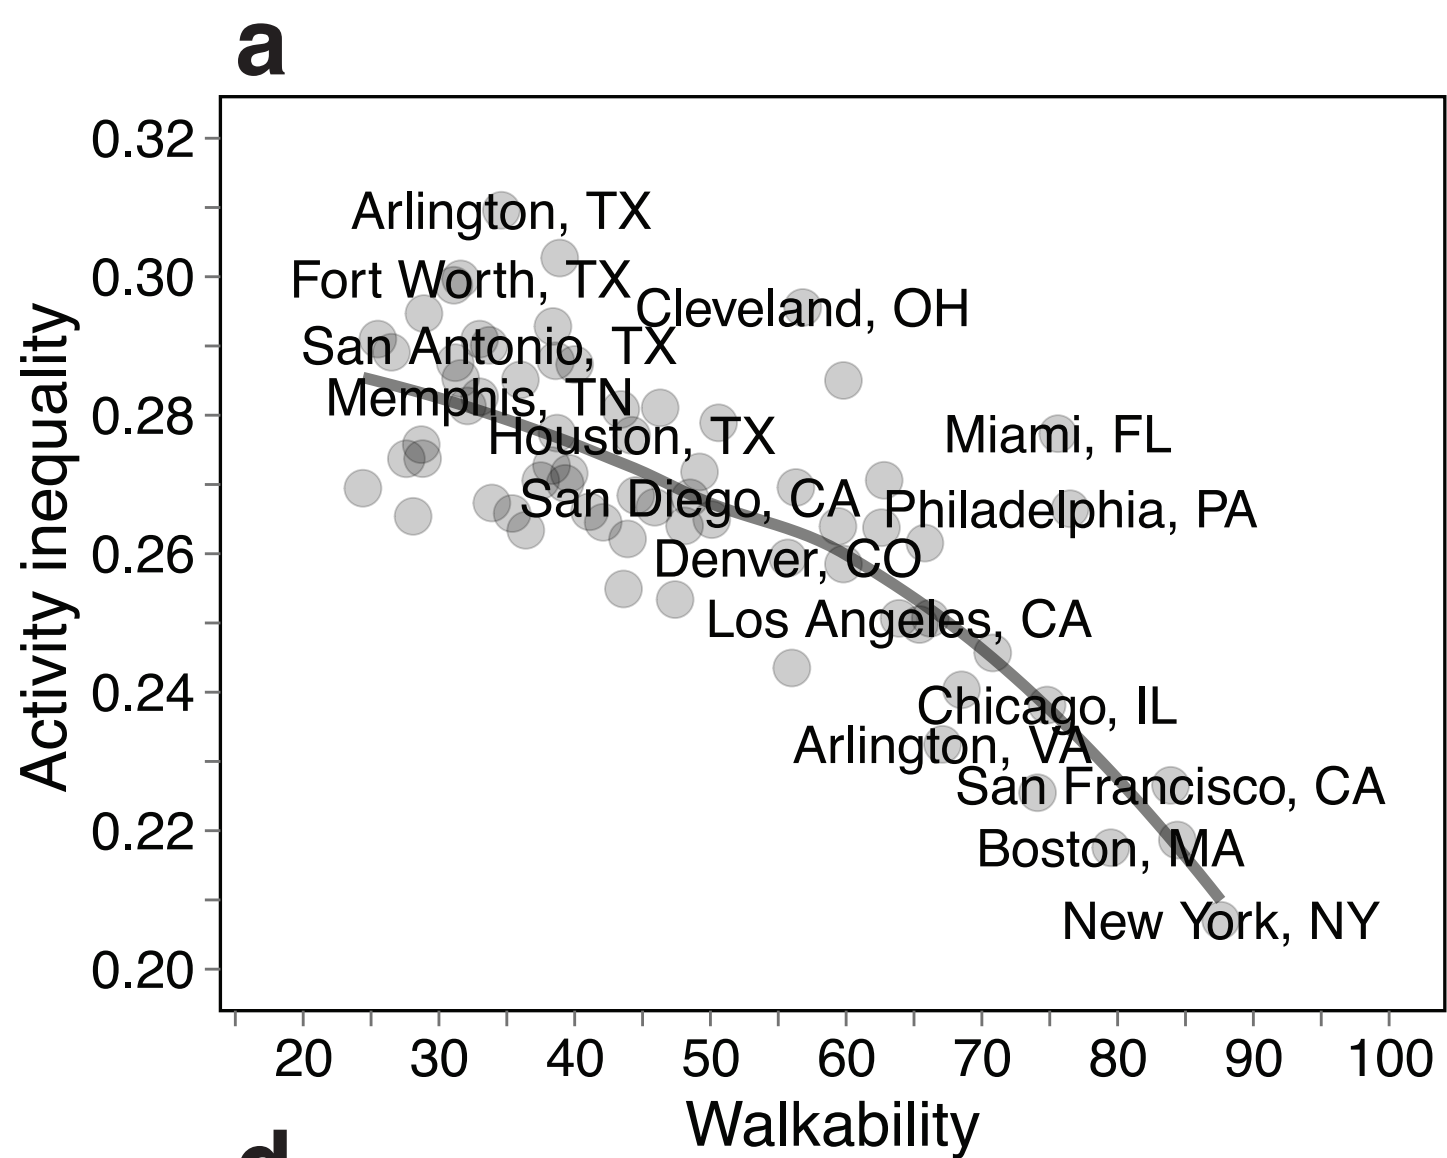 a
0.32
Arlington, TX
0.30
Fort Worth, TX
Cleveland, OH
San Antonio, TX
Memphis, TN
0.28
Houston, TX
Miami, FL
San Diego, CA
Philadelphia, PA
0.26
Denver, CO
Los Angeles, CA
0.24
Chicago, IL
Arlington, VA
San Francisco, CA
0.22
Boston, MA
New York, NY
0.20
Activity inequality
20 30 40 50 60 70 80 90 100
Walkability
d